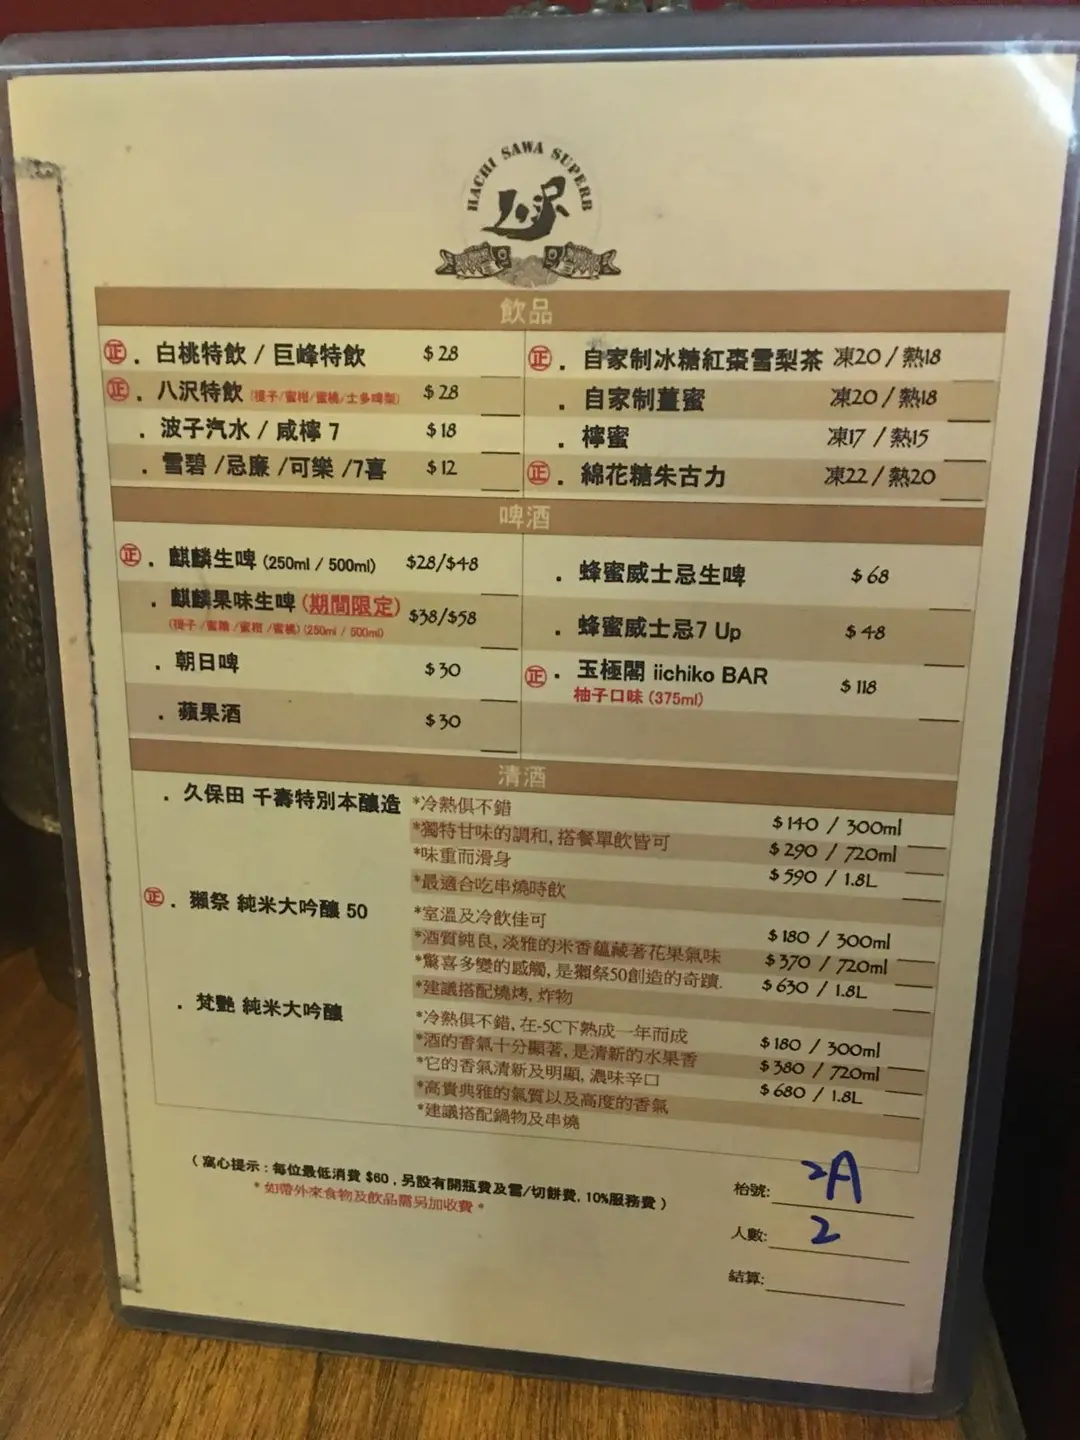 HACHI SAWA SUPERB
八沢
飲品
正 . 白桃特飲 / 巨峰特飲 $28
正 . 八沢特飲 (提子/蜜柑/蜜桃/士多啤梨) $28
. 波子汽水 / 咸檸 7 $18
. 雪碧 /忌廉 /可樂 /7喜 $12
正 . 自家制冰糖紅棗雪梨茶 凍20 / 熱18
. 自家制薑蜜 凍20 / 熱18
. 檸蜜 凍17 / 熱15
正 . 綿花糖朱古力 凍22 / 熱20
啤酒
正 . 麒麟生啤 (250ml / 500ml) $28/$48
. 麒麟果味生啤 (期間限定) $38/$58
(提子 /蜜糖 /蜜柑 /蜜桃) (250ml / 500ml)
. 朝日啤 $30
. 蘋果酒 $30
. 蜂蜜威士忌生啤 $68
. 蜂蜜威士忌7 Up $48
正 . 玉極閣 iichiko BAR $118
柚子口味 (375ml)
清酒
. 久保田 千壽特別本釀造
*冷熱俱不錯
*獨特甘味的調和, 搭餐單飲皆可
*味重而滑身
*最適合吃串燒時飲
$140 / 300ml
$290 / 720ml
$590 / 1.8L
正 . 獺祭 純米大吟釀 50
*室溫及冷飲佳可
*酒質純良, 淡雅的米香蘊藏著花果氣味
*驚喜多變的感觸, 是獺祭50創造的奇蹟.
*建議搭配燒烤, 炸物
$180 / 300ml
$370 / 720ml
$630 / 1.8L
. 梵艷 純米大吟釀
*冷熱俱不錯, 在-5C下熟成一年而成
*酒的香氣十分顯著, 是清新的水果香
*它的香氣清新及明顯, 濃味辛口
*高貴典雅的氣質以及高度的香氣
*建議搭配鍋物及串燒
$180 / 300ml
$380 / 720ml
$680 / 1.8L
( 窩心提示 : 每位最低消費 $60 , 另設有開瓶費及雪/切餅費, 10%服務費 )
* 如帶外來食物及飲品需另加收費 *
枱號: 2A
人數: 2
結算: